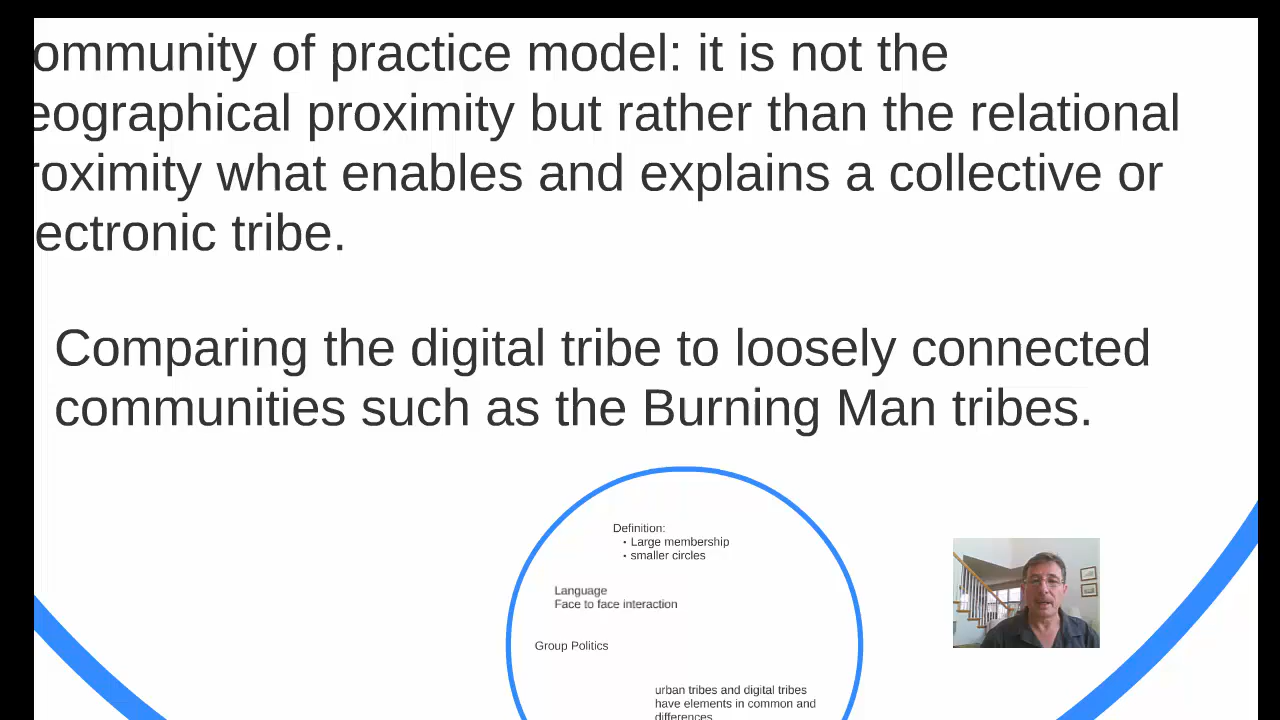 ommunity of practice model: it is not the
eographical proximity but rather than the relational
roximity what enables and explains a collective or
ectronic tribe.
Comparing the digital tribe to loosely connected
communities such as the Burning Man tribes.
Definition:
• Large membership
• smaller circles
Language
Face to face interaction
Group Politics
urban tribes and digital tribes
have elements in common and
differences